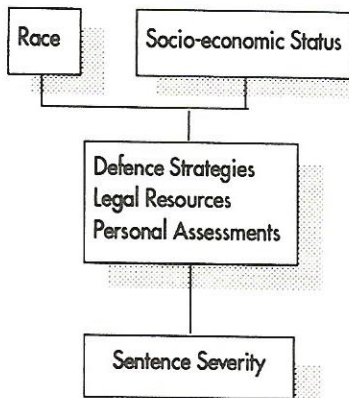 Race
Socio-economic Status
Defence Strategies
Legal Resources
Personal Assessments
Sentence Severity